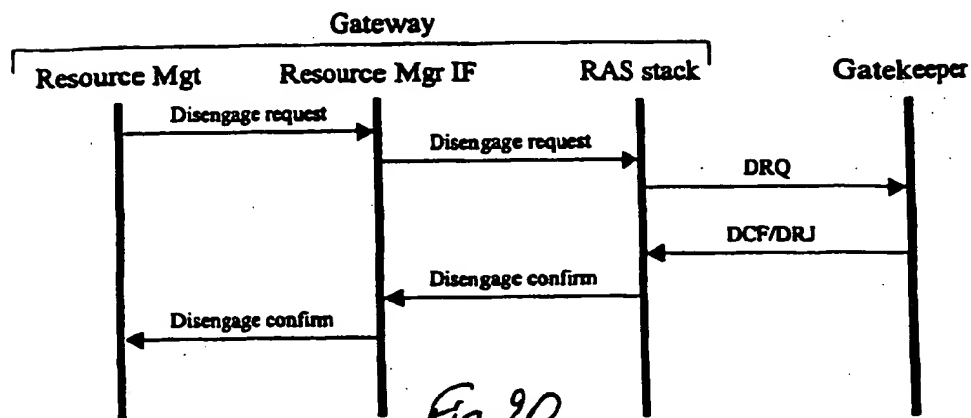 Gateway
Resource Mgt Resource Mgr IF RAS stack Gatekeeper
Disengage request
Disengage request
DRQ
DCF/DRJ
Disengage confirm
Disengage confirm
Fig 20